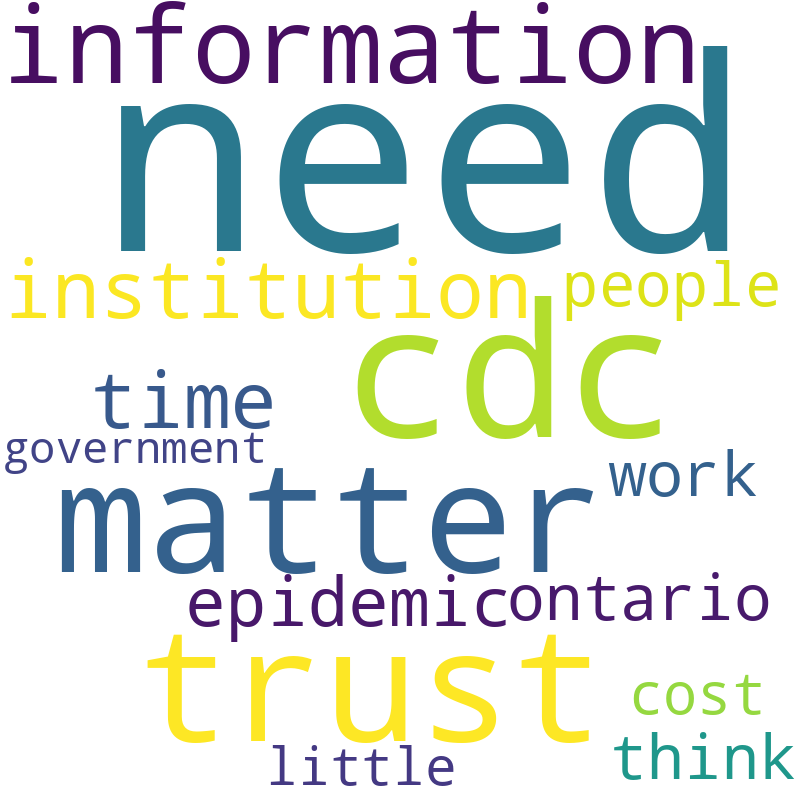 information
need
institution people
cdc
time
government
matter work
epidemic ontario
trust
cost
little think